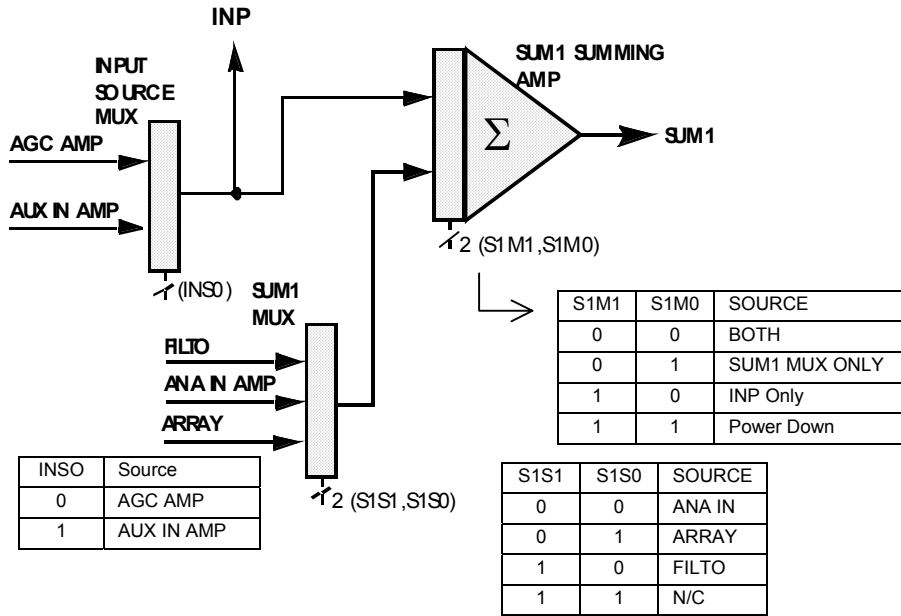 INP
INPUT
SOURCE
MUX
SUM1 SUMMING
AMP
AGC AMP
Σ
SUM1
AUX IN AMP
2 (S1M1,S1M0)
(INS0)
SUM1
MUX
S1M1 S1M0 SOURCE
0 0 BOTH
0 1 SUM1 MUX ONLY
1 0 INP Only
1 1 Power Down
FILTO
ANA IN AMP
ARRAY
INSO Source
0 AGC AMP
1 AUX IN AMP
2 (S1S1,S1S0)
S1S1 S1S0 SOURCE
0 0 ANA IN
0 1 ARRAY
1 0 FILTO
1 1 N/C